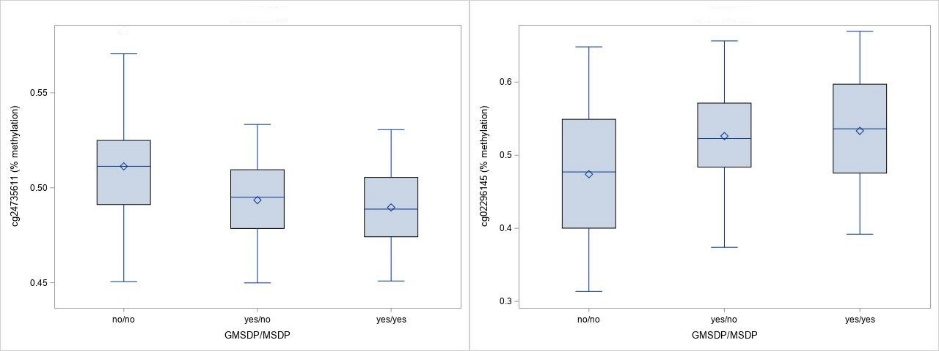 cg24735611 (% methylation)
0.55
0.50
0.45
no/no yes/no yes/yes
GMSDP/MSDP
cg02296145 (% methylation)
0.6
0.5
0.4
0.3
no/no yes/no yes/yes
GMSDP/MSDP